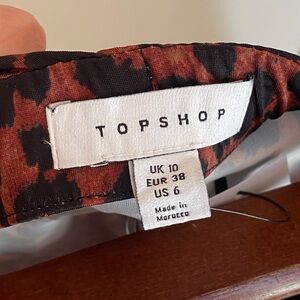 TOPSHOP
UK 10
EUR 38
US 6
Made in
Morocco